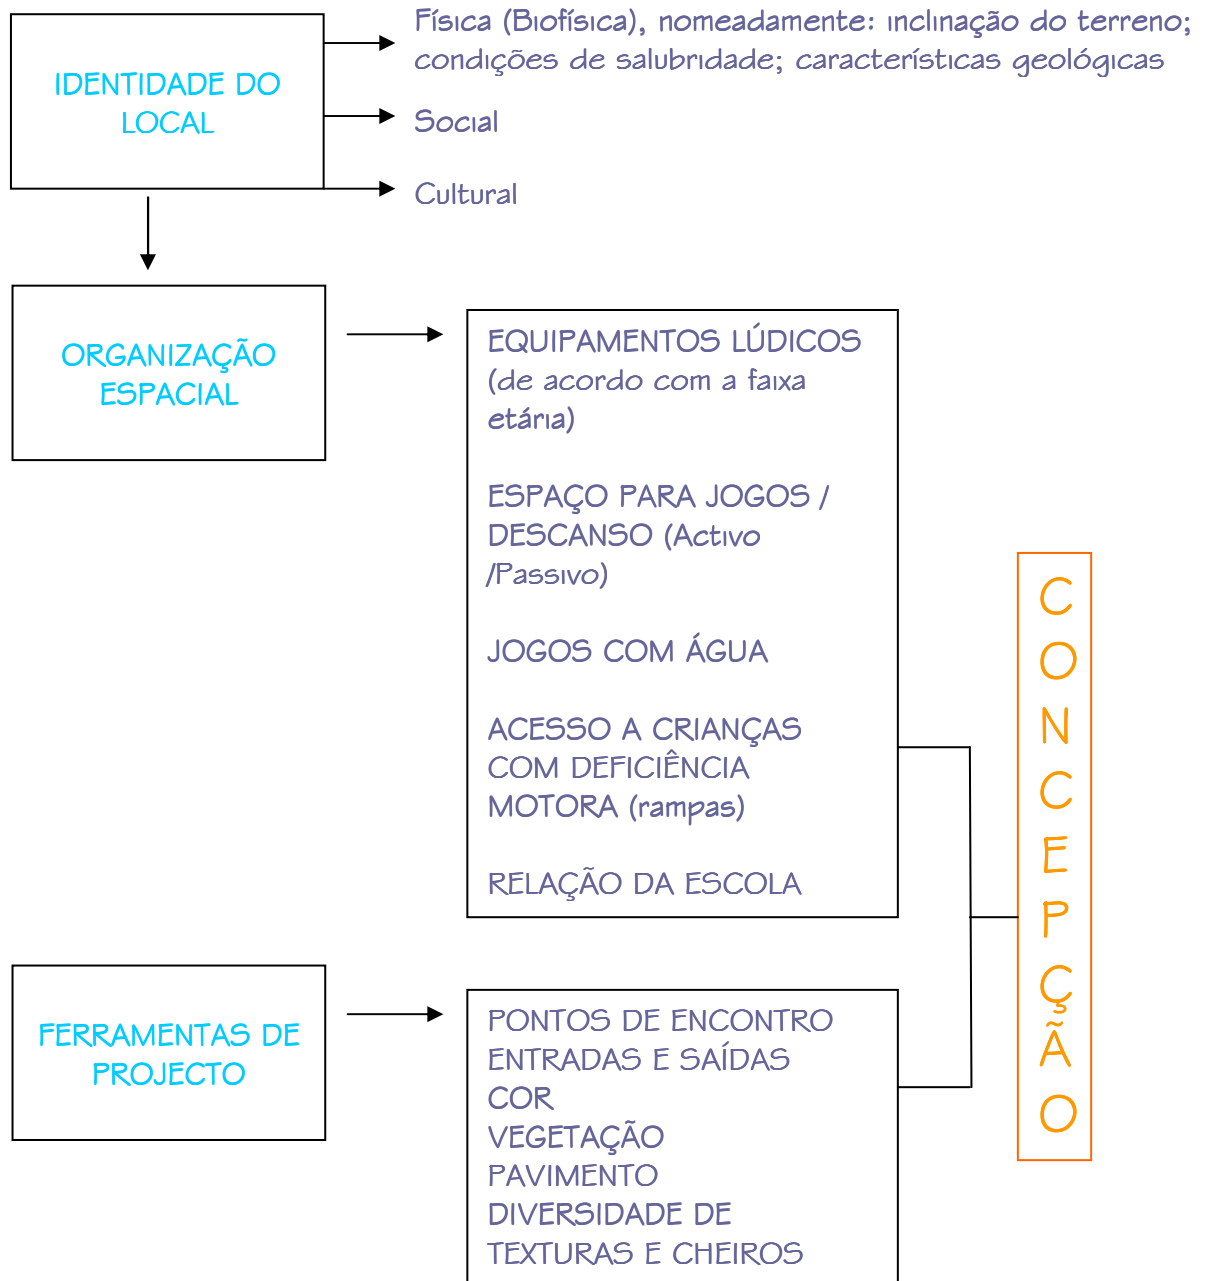 IDENTIDADE DO
LOCAL
Física (Biofísica), nomeadamente: inclinação do terreno;
condições de salubridade; características geológicas
Social
Cultural
ORGANIZAÇÃO
ESPACIAL
EQUIPAMENTOS LÚDICOS
(de acordo com a faixa
etária)
ESPAÇO PARA JOGOS /
DESCANSO (Activo
/Passivo)
JOGOS COM ÁGUA
ACESSO A CRIANÇAS
COM DEFICIÊNCIA
MOTORA (rampas)
RELAÇÃO DA ESCOLA
FERRAMENTAS DE
PROJECTO
PONTOS DE ENCONTRO
ENTRADAS E SAÍDAS
COR
VEGETAÇÃO
PAVIMENTO
DIVERSIDADE DE
TEXTURAS E CHEIROS
C
O
N
C
E
P
Ç
Ã
O